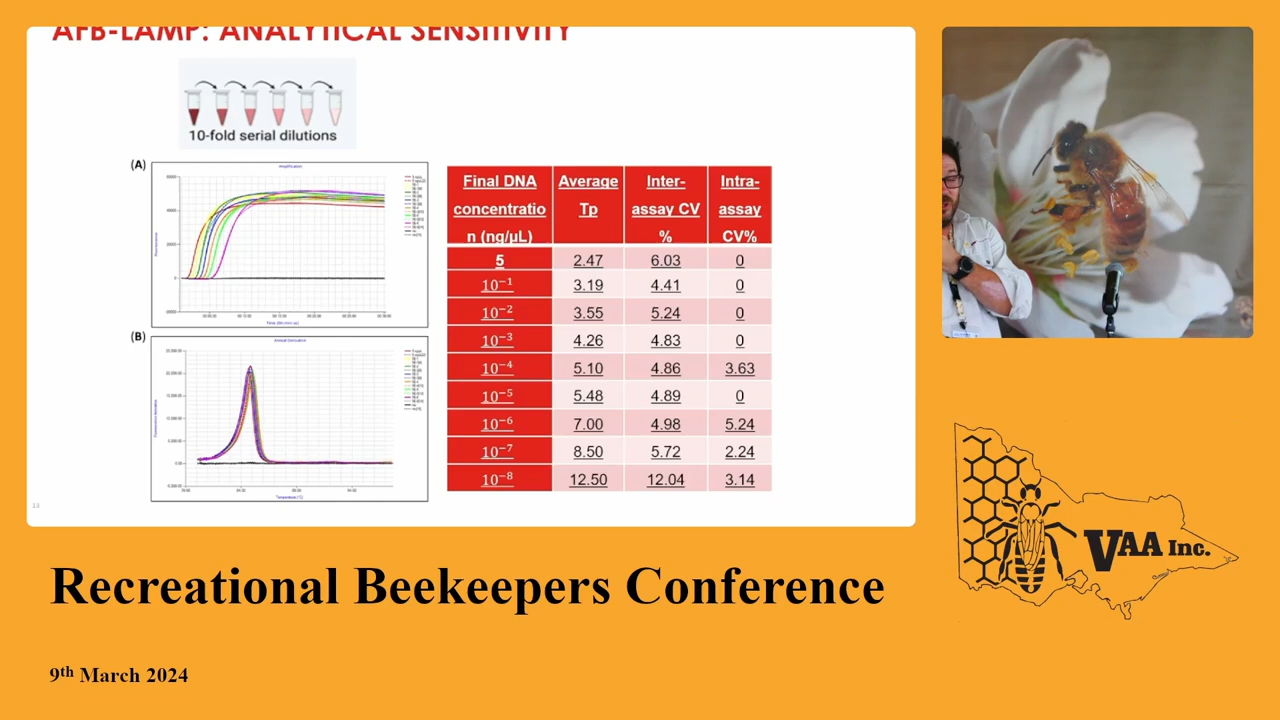 AFB-LAMP: ANALYTICAL SENSITIVITY
10-fold serial dilutions
(A)
(B)
Final DNA concentratio n (ng/µL) Average Tp Inter-assay CV % Intra-assay CV%
5 2.47 6.03 0
10⁻¹ 3.19 4.41 0
10⁻² 3.55 5.24 0
10⁻³ 4.26 4.83 0
10⁻⁴ 5.10 4.86 3.63
10⁻⁵ 5.48 4.89 0
10⁻⁶ 7.00 4.98 5.24
10⁻⁷ 8.50 5.72 2.24
10⁻⁸ 12.50 12.04 3.14
13
VAA Inc.
Recreational Beekeepers Conference
9th March 2024